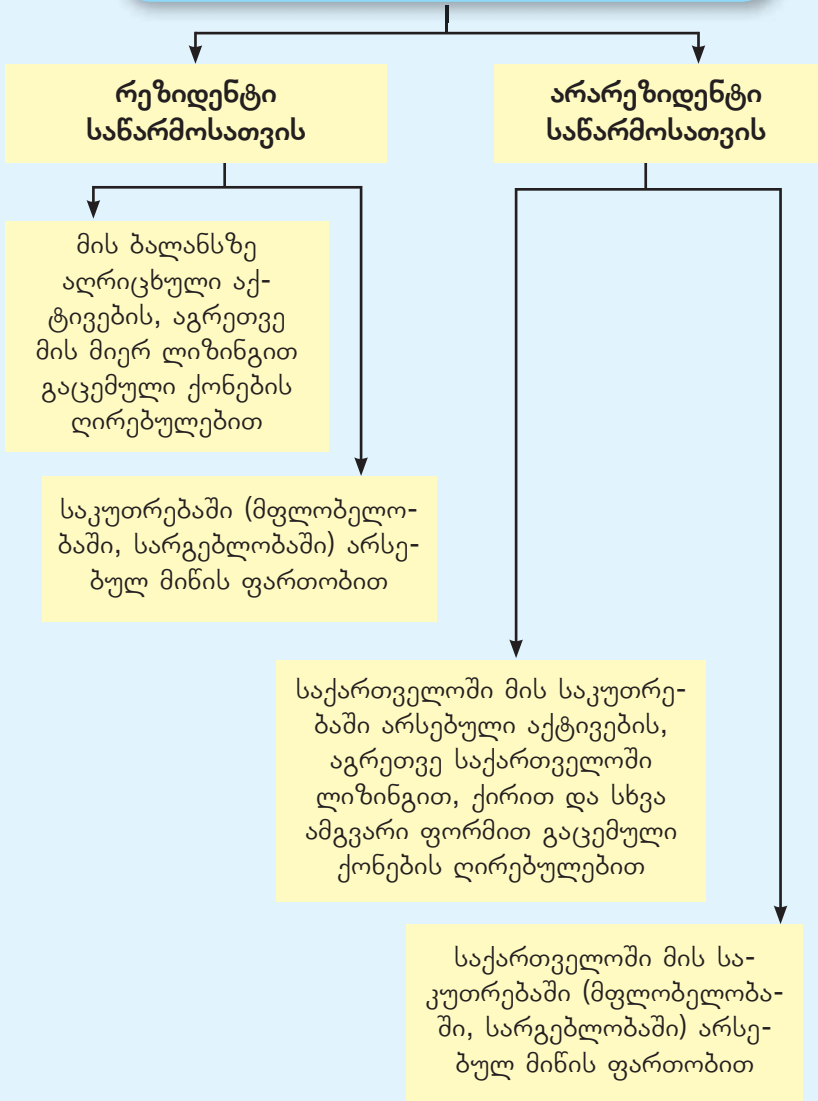 რეზიდენტი
საწარმოსათვის
არარეზიდენტი
საწარმოსათვის
მის ბალანსზე
აღრიცხული აქ-
ტივების, აგრეთვე
მის მიერ ლიზინგით
გაცემული ქონების
ღირებულებით
საკუთრებაში (მფლობელო-
ბაში, სარგებლობაში) არსე-
ბულ მიწის ფართობით
საქართველოში მის საკუთრე-
ბაში არსებული აქტივების,
აგრეთვე საქართველოში
ლიზინგით, ქირით და სხვა
ამგვარი ფორმით გაცემული
ქონების ღირებულებით
საქართველოში მის სა-
კუთრებაში (მფლობელობა-
ში, სარგებლობაში) არსე-
ბულ მიწის ფართობით